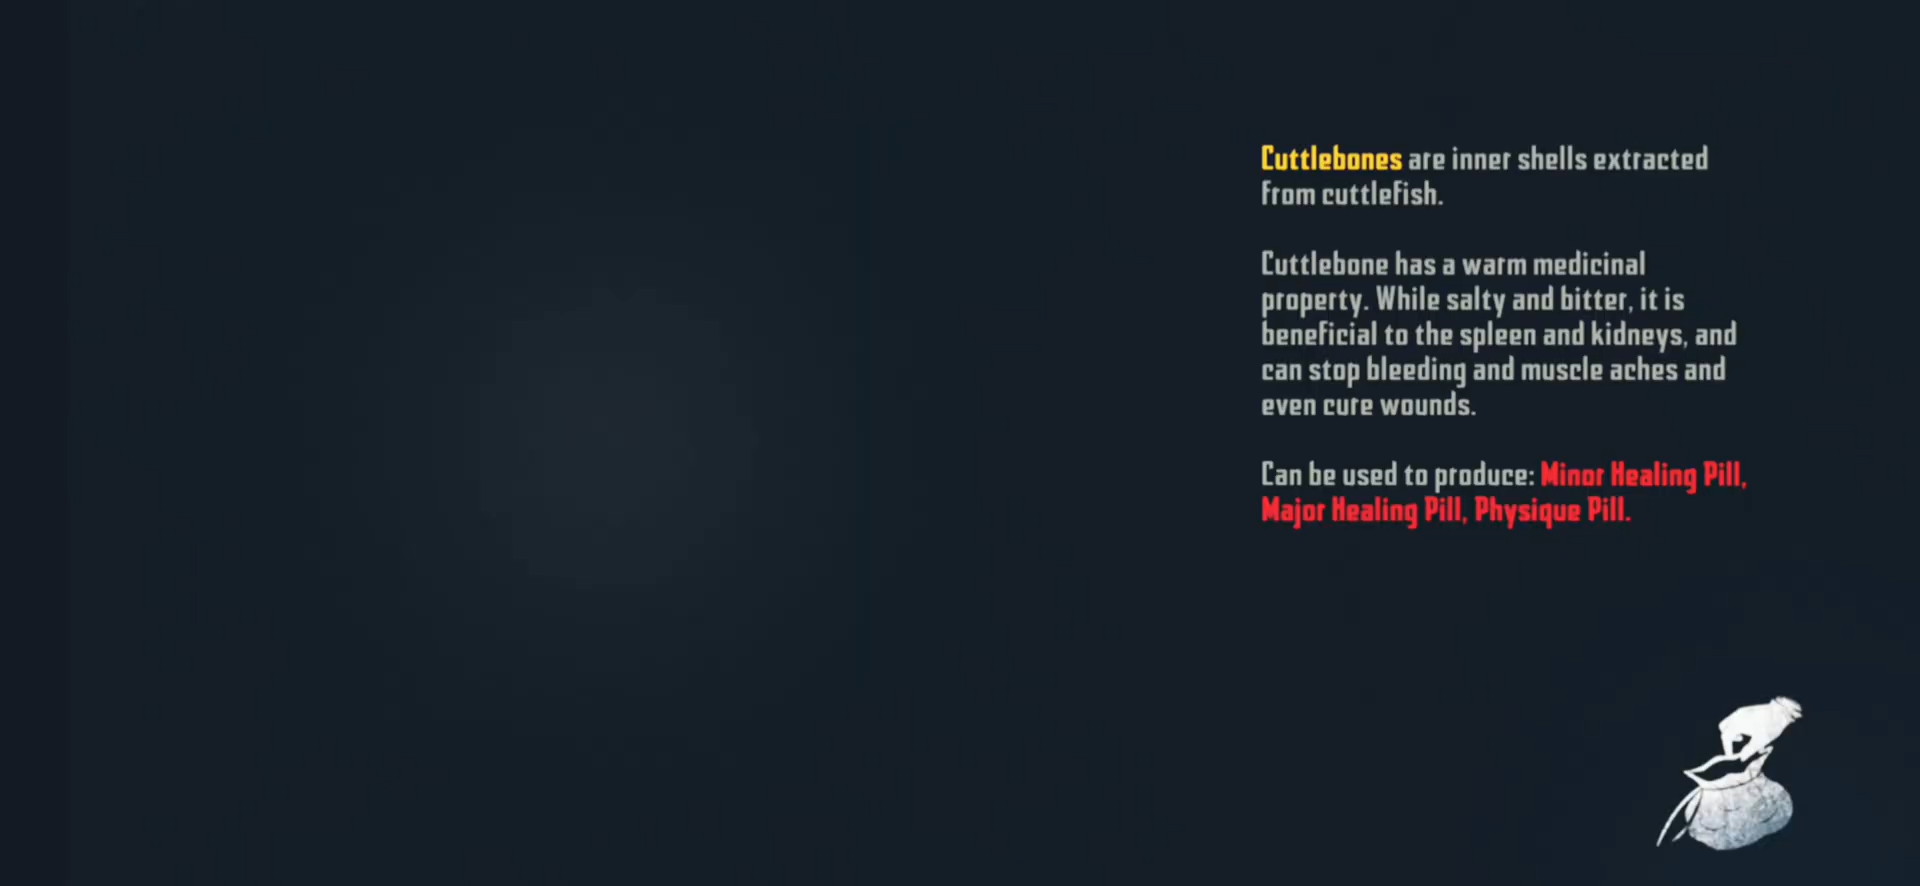 Cuttlebones are inner shells extracted
from cuttlefish.
Cuttlebone has a warm medicinal
property. While salty and bitter, it is
beneficial to the spleen and kidneys, and
can stop bleeding and muscle aches and
even cure wounds.
Can be used to produce: Minor Healing Pill,
Major Healing Pill, Physique Pill.